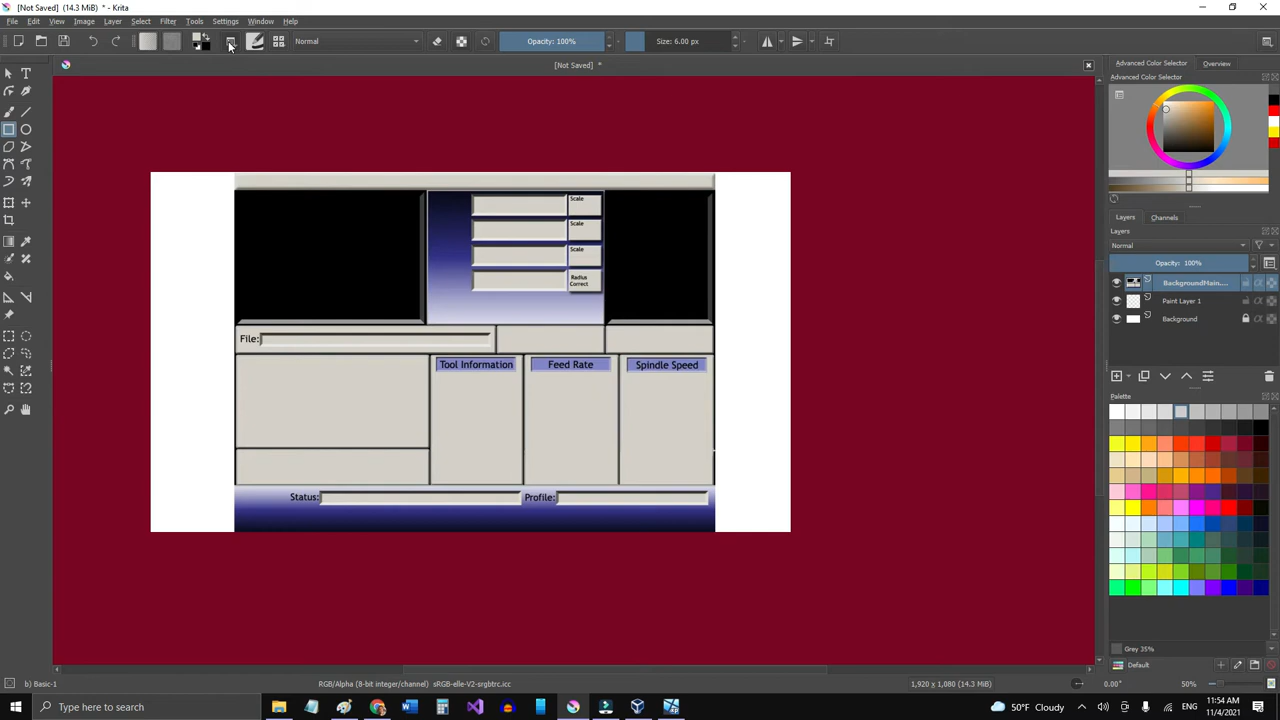 [Not Saved] (14.3 MiB) * - Krita
File Edit View Image Layer Select Filter Tools Settings Window Help
Normal
Opacity: 100%
Size: 6.00 px
[Not Saved] *
Advanced Color Selector
Overview
Advanced Color Selector
Layers
Channels
Layers
Normal
Opacity: 100%
BackgroundMain....
Paint Layer 1
Background
Palette
Grey 35%
Default
Scale
Scale
Scale
Radius
Correct
File:
Tool Information
Feed Rate
Spindle Speed
Status:
Profile:
b) Basic-1
RGB/Alpha (8-bit integer/channel) sRGB-elle-V2-srgbtrc.icc
1,920 x 1,080 (14.3 MiB)
0.00°
50%
Type here to search
50°F Cloudy
11:54 AM
11/4/2021